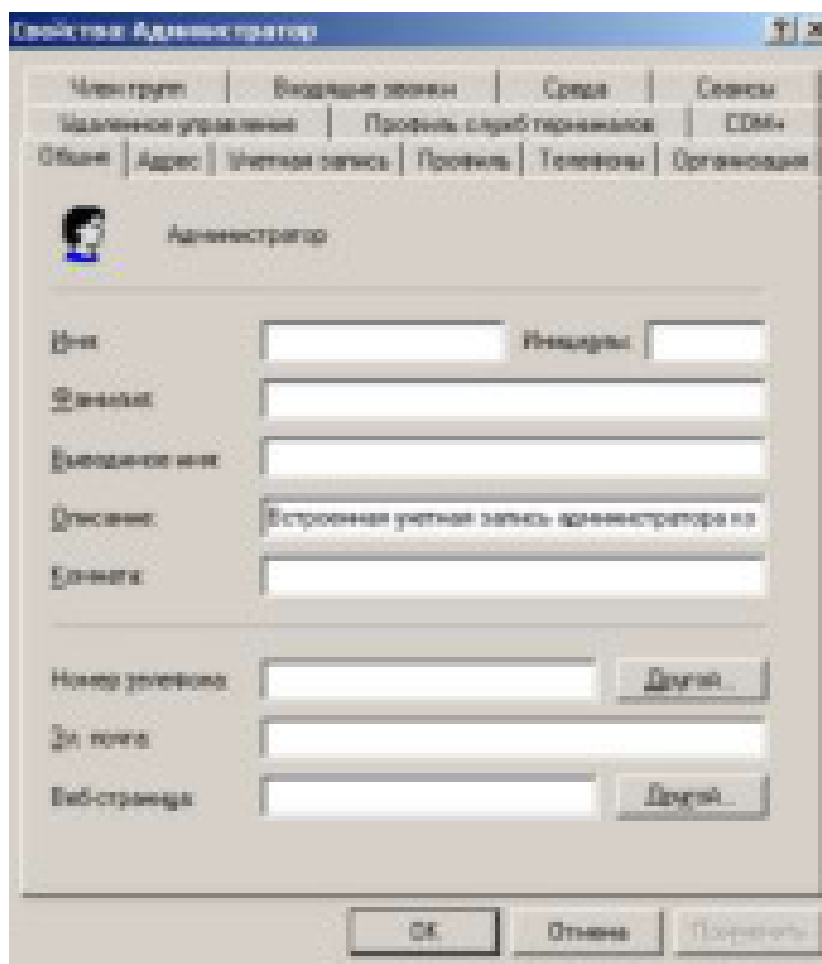 Свойства: Администратор
Член групп Входящие звонки Среда Сеансы
Удаленное управление Профиль служб терминалов COM+
Общие Адрес Учетная запись Профиль Телефоны Организация
Администратор
Имя: Инициалы:
Фамилия:
Выводимое имя:
Описание: Встроенная учетная запись администратора
Комната:
Номер телефона: Другой...
Эл. почта:
Веб-страница: Другой...
OK Отмена